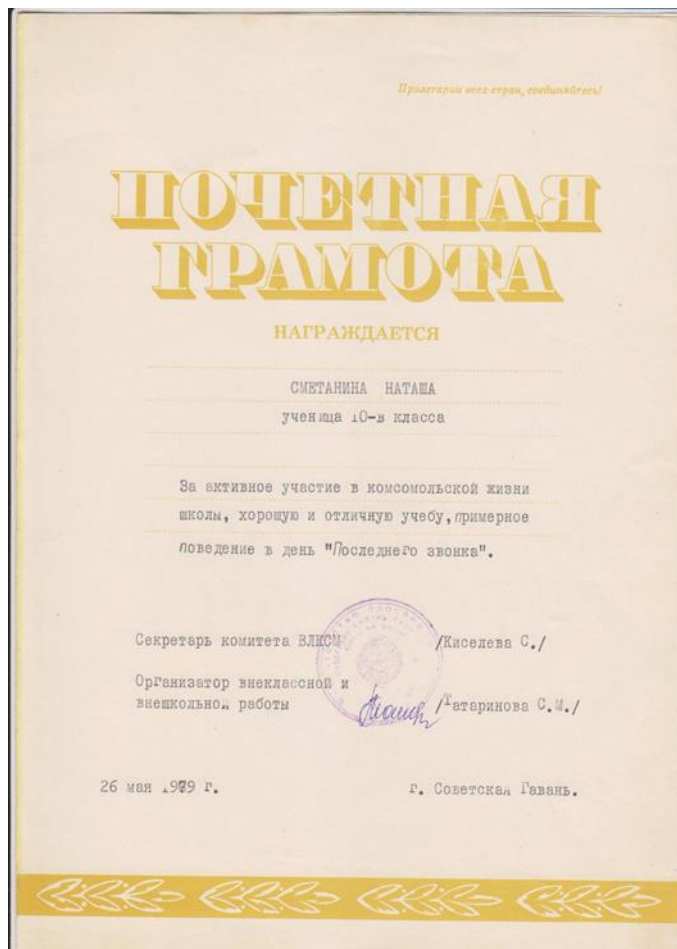 Пролетарии всех стран, соединяйтесь!
ПОЧЕТНАЯ
ГРАМОТА
НАГРАЖДАЕТСЯ
СМЕТАНИНА НАТАША
ученица 10-в класса
За активное участие в комсомольской жизни
школы, хорошую и отличную учебу, примерное
поведение в день "Последнего звонка".
Секретарь комитета ВЛКСМ /Киселева С./
Организатор внеклассной и
внешкольной работы /Татаринова С.М./
26 мая 1979 г. г. Советская Гавань.